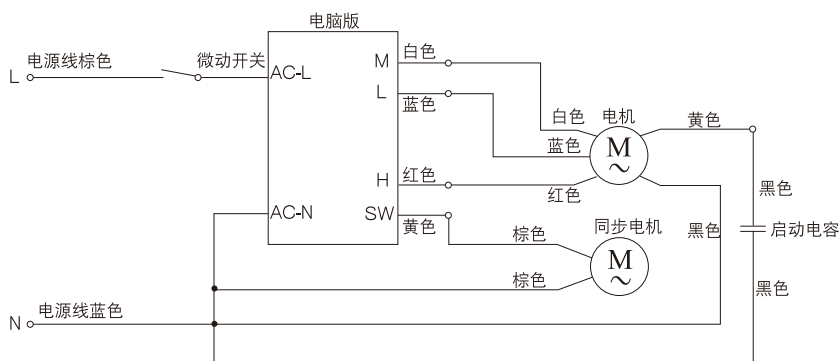 电脑版
L
电源线棕色
微动开关
AC-L
M
白色
L
蓝色
白色
电机
黄色
蓝色
M
~
H
红色
红色
黑色
AC-N
SW
黄色
同步电机
黑色
启动电容
棕色
M
~
棕色
黑色
N
电源线蓝色